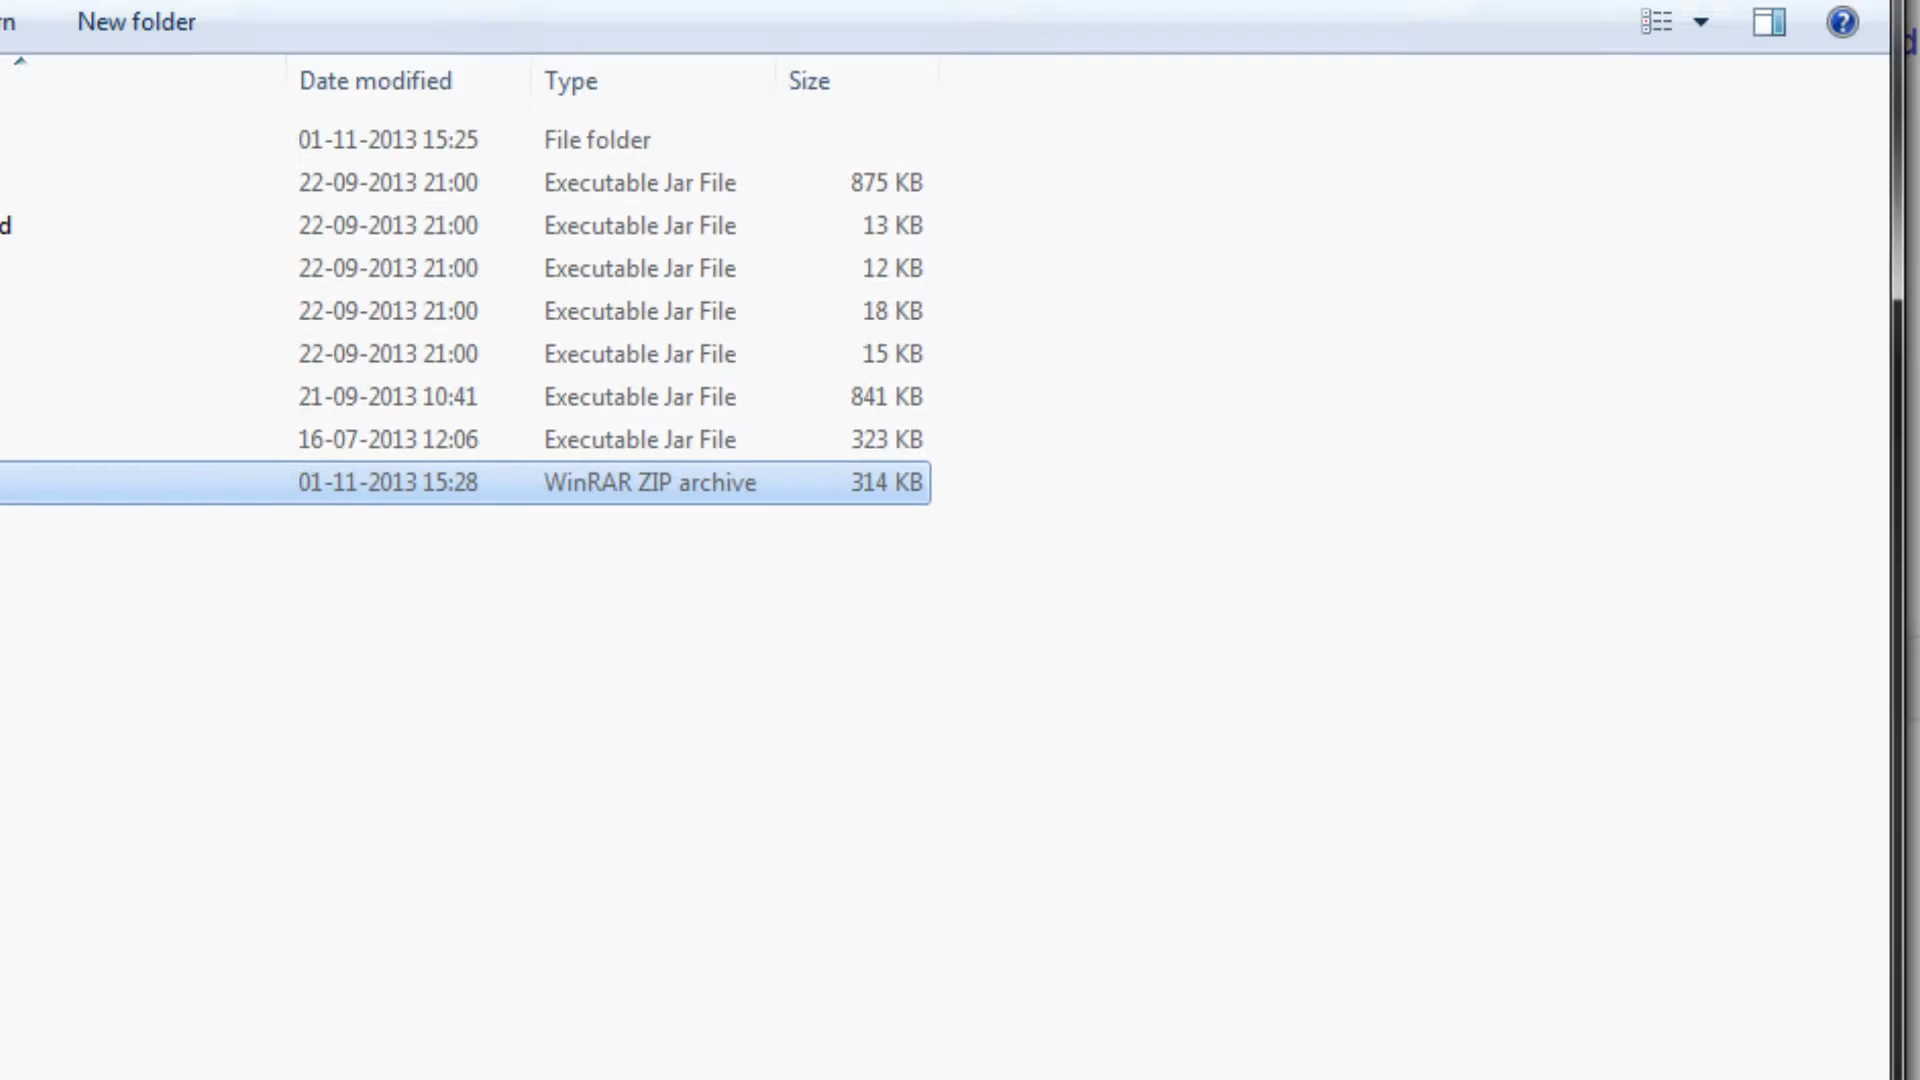 New folder
Date modified Type Size
01-11-2013 15:25 File folder
22-09-2013 21:00 Executable Jar File 875 KB
d 22-09-2013 21:00 Executable Jar File 13 KB
22-09-2013 21:00 Executable Jar File 12 KB
22-09-2013 21:00 Executable Jar File 18 KB
22-09-2013 21:00 Executable Jar File 15 KB
21-09-2013 10:41 Executable Jar File 841 KB
16-07-2013 12:06 Executable Jar File 323 KB
01-11-2013 15:28 WinRAR ZIP archive 314 KB